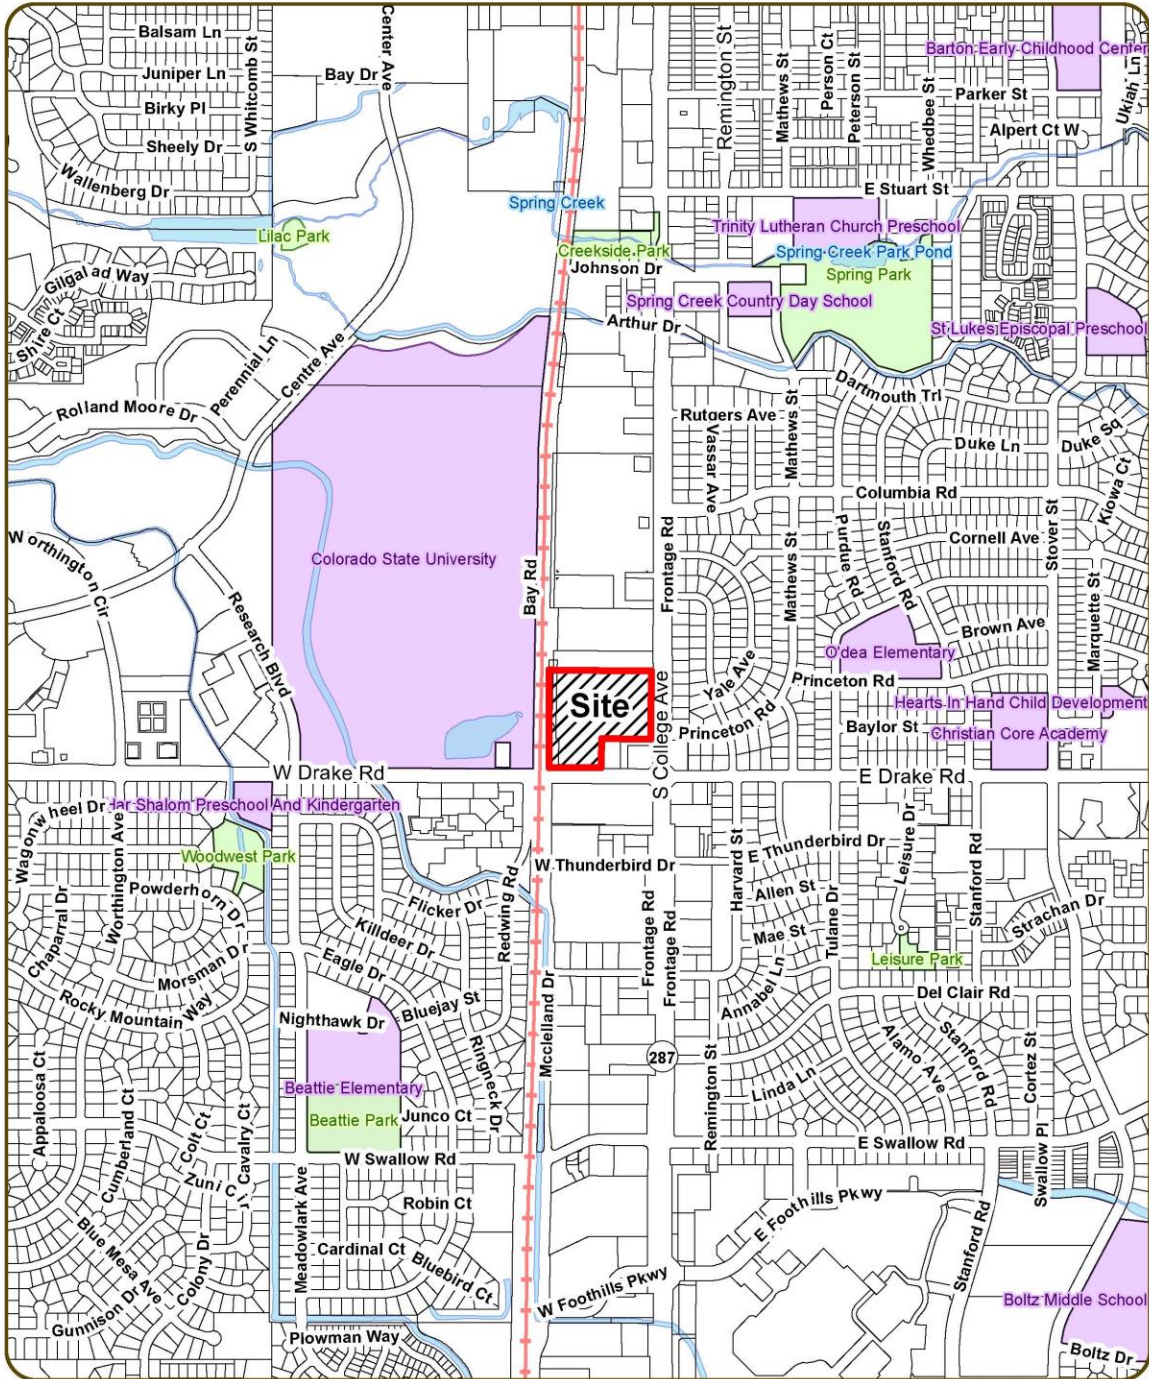 Balsam Ln
S Whitcomb St
Center Ave
Juniper Ln
Bay Dr
Birky Pl
Sheely Dr
Wallenberg Dr
Remington St
Mathews St
Person Ct
Peterson St
Whedbee St
Barton Early Childhood Center
Ukiah Ln
Parker St
Alpert Ct W
E Stuart St
Spring Creek
Lilac Park
Trinity Lutheran Church Preschool
Creekside Park
Spring Creek Park Pond
Johnson Dr
Spring Park
Gilgalad Way
Shire Ct
Spring Creek Country Day School
Arthur Dr
St Lukes Episcopal Preschool
Perennial Ln
Centre Ave
Rolland Moore Dr
Dartmouth Trl
Rutgers Ave
Vassar Ave
Mathews St
Duke Ln
Duke Sq
Columbia Rd
Kiowa Ct
Worthington Cir
Colorado State University
Bay Rd
Frontage Rd
Mathews St
Purdue Rd
Stanford Rd
Cornell Ave
Stover St
Research Blvd
Brown Ave
Marquette St
O'dea Elementary
Yale Ave
Princeton Rd
Site
S College Ave
Princeton Rd
Hearts In Hand Child Development
Baylor St
Christian Core Academy
W Drake Rd
E Drake Rd
Har Shalom Preschool And Kindergarten
Wagonwheel Dr
Worthington Ave
Woodwest Park
W Thunderbird Dr
Harvard St
E Thunderbird Dr
Leisure Dr
Stanford Rd
Powderhorn Dr
Chaparral Dr
Flicker Dr
Redwing Rd
Allen St
Killdeer Dr
Mae St
Tulane Dr
Strachan Dr
Morsman Dr
Eagle Dr
Frontage Rd
Frontage Rd
Annabel Ln
Leisure Park
Rocky Mountain Way
Nighthawk Dr
Bluejay St
Mcclelland Dr
Del Clair Rd
Appaloosa Ct
Ringneck Dr
287
Alamo Ave
Stanford Rd
Cortez St
Beattie Elementary
Beattie Park
Junco Ct
Remington St
Linda Ln
Cumberland Ct
Colt Ct
Cavalry Ct
E Swallow Rd
Swallow Pl
W Swallow Rd
Zuni Cir
Meadowlark Ave
Robin Ct
E Foothills Pkwy
Blue Mesa Ave
Colony Dr
Cardinal Ct
Bluebird Ct
Stanford Rd
W Foothills Pkwy
Gunnison Dr
Boltz Middle School
Plowman Way
Boltz Dr